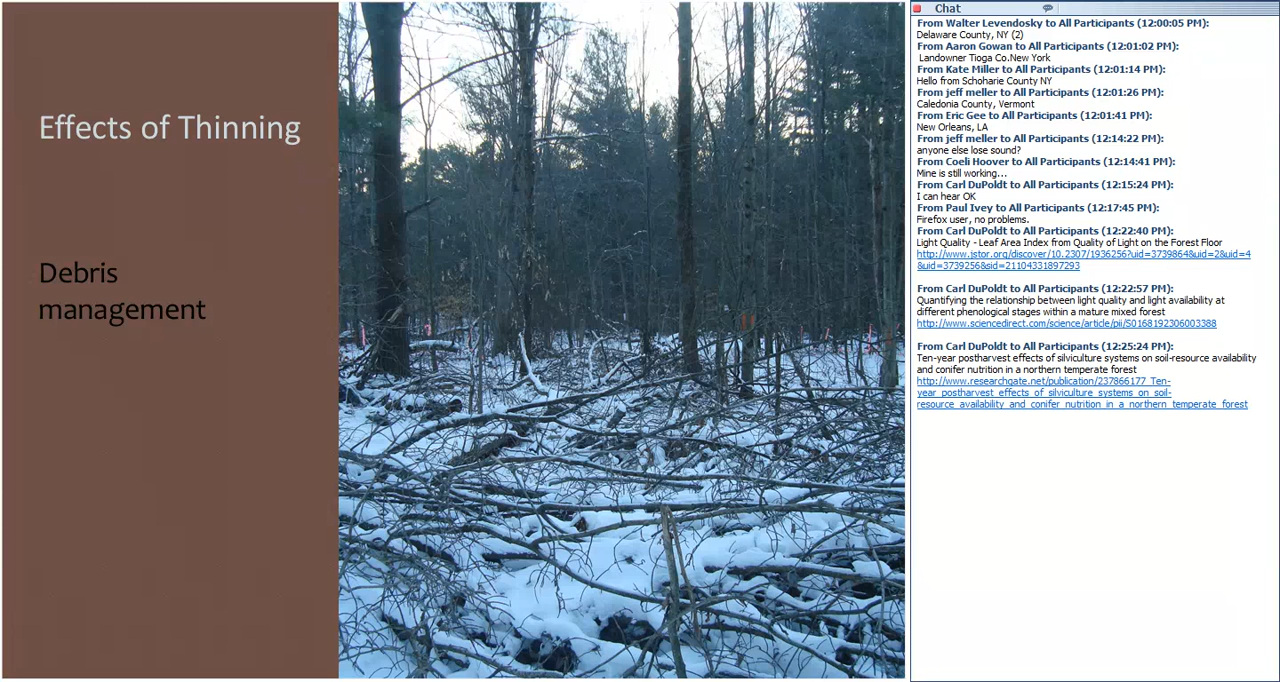 Effects of Thinning
Debris
management
Chat
From Walter Levendosky to All Participants (12:00:05 PM):
Delaware County, NY (2)
From Aaron Gowan to All Participants (12:01:02 PM):
Landowner Tioga Co.New York
From Kate Miller to All Participants (12:01:14 PM):
Hello from Schoharie County NY
From jeff meller to All Participants (12:01:26 PM):
Caledonia County, Vermont
From Eric Gee to All Participants (12:01:41 PM):
New Orleans, LA
From jeff meller to All Participants (12:14:22 PM):
anyone else lose sound?
From Coeli Hoover to All Participants (12:14:41 PM):
Mine is still working...
From Carl DuPoldt to All Participants (12:15:24 PM):
I can hear OK
From Paul Ivey to All Participants (12:17:45 PM):
Firefox user, no problems.
From Carl DuPoldt to All Participants (12:22:40 PM):
Light Quality - Leaf Area Index from Quality of Light on the Forest Floor
http://www.jstor.org/discover/10.2307/1936256?uid=3739864&uid=2&uid=4
&uid=3739256&sid=21104331897293
From Carl DuPoldt to All Participants (12:22:57 PM):
Quantifying the relationship between light quality and light availability at
different phenological stages within a mature mixed forest
http://www.sciencedirect.com/science/article/pii/S0168192306003388
From Carl DuPoldt to All Participants (12:25:24 PM):
Ten-year postharvest effects of silviculture systems on soil-resource availability
and conifer nutrition in a northern temperate forest
http://www.researchgate.net/publication/237866177_Ten-
year_postharvest_effects_of_silviculture_systems_on_soil-
resource_availability_and_conifer_nutrition_in_a_northern_temperate_forest